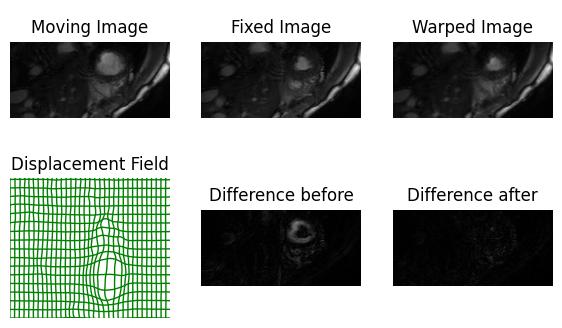 Moving Image
Fixed Image
Warped Image
Displacement Field
Difference before
Difference after